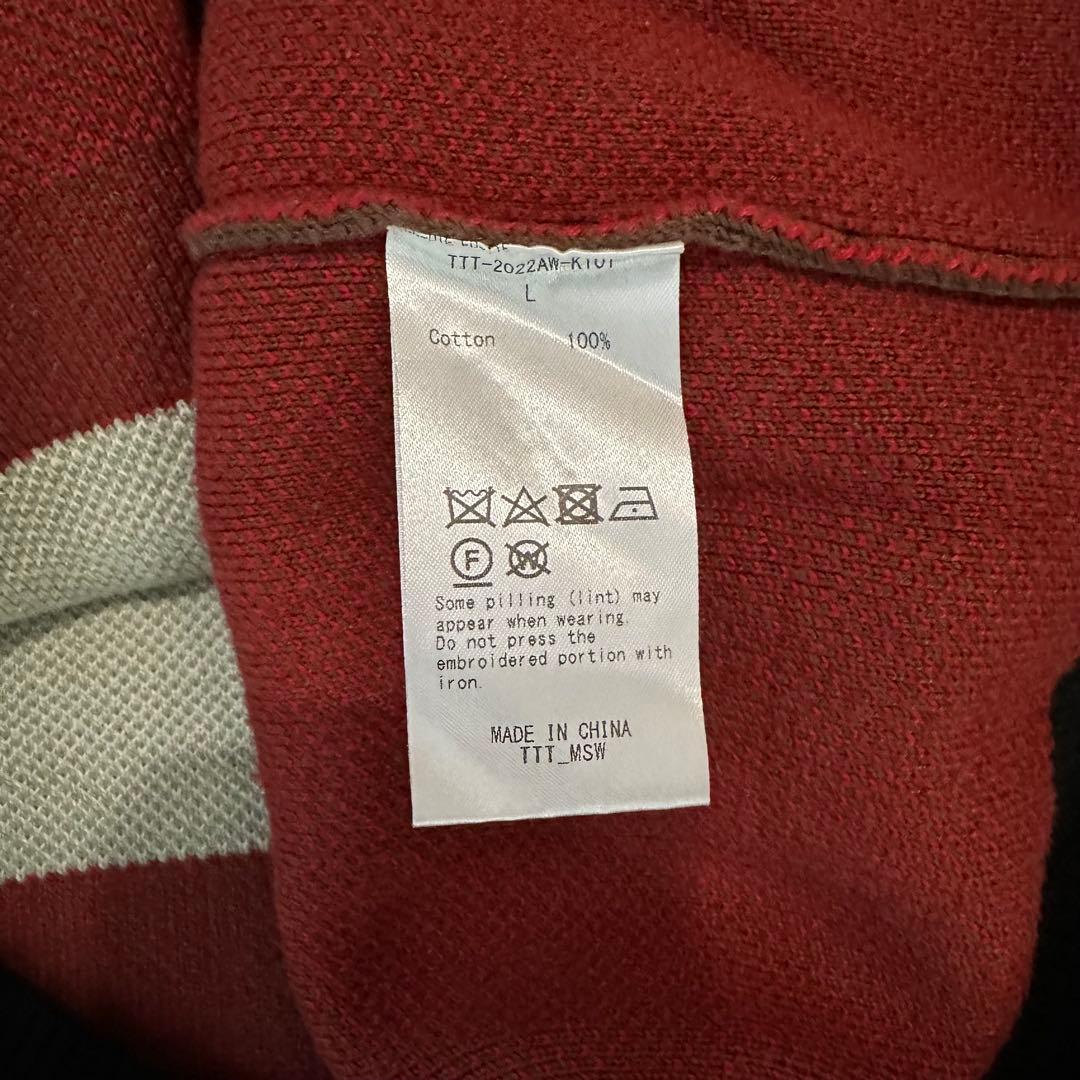 TTT-2022AW-KT01
L
Cotton 100%
F
W
Some pilling (lint) may
appear when wearing.
Do not press the
embroidered portion with
iron.
MADE IN CHINA
TTT_MSW